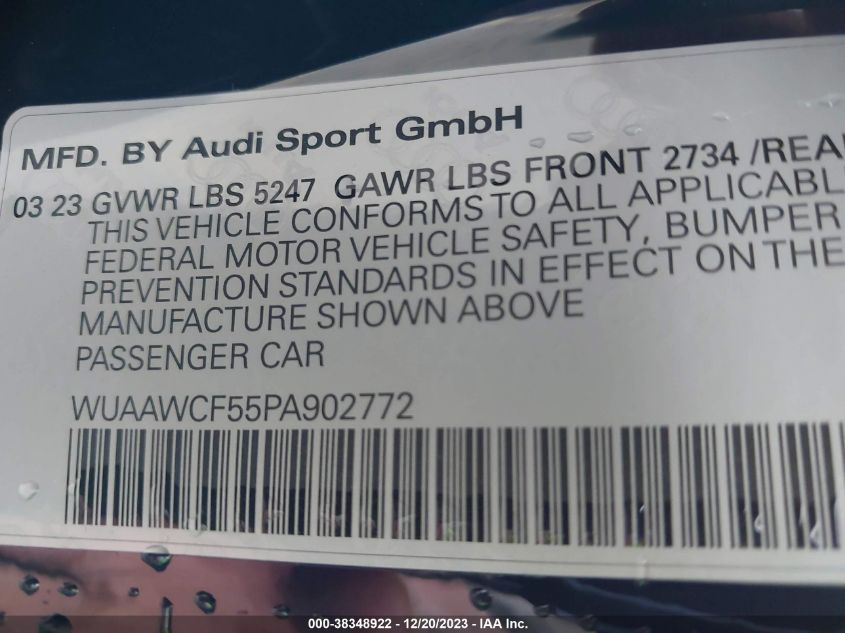 MFD. BY Audi Sport GmbH
03 23 GVWR LBS 5247 GAWR LBS FRONT 2734 /REA
THIS VEHICLE CONFORMS TO ALL APPLICABL
FEDERAL MOTOR VEHICLE SAFETY, BUMPER
PREVENTION STANDARDS IN EFFECT ON THE
MANUFACTURE SHOWN ABOVE
PASSENGER CAR
WUAAWCF55PA902772
000-38348922 - 12/20/2023 - IAA Inc.